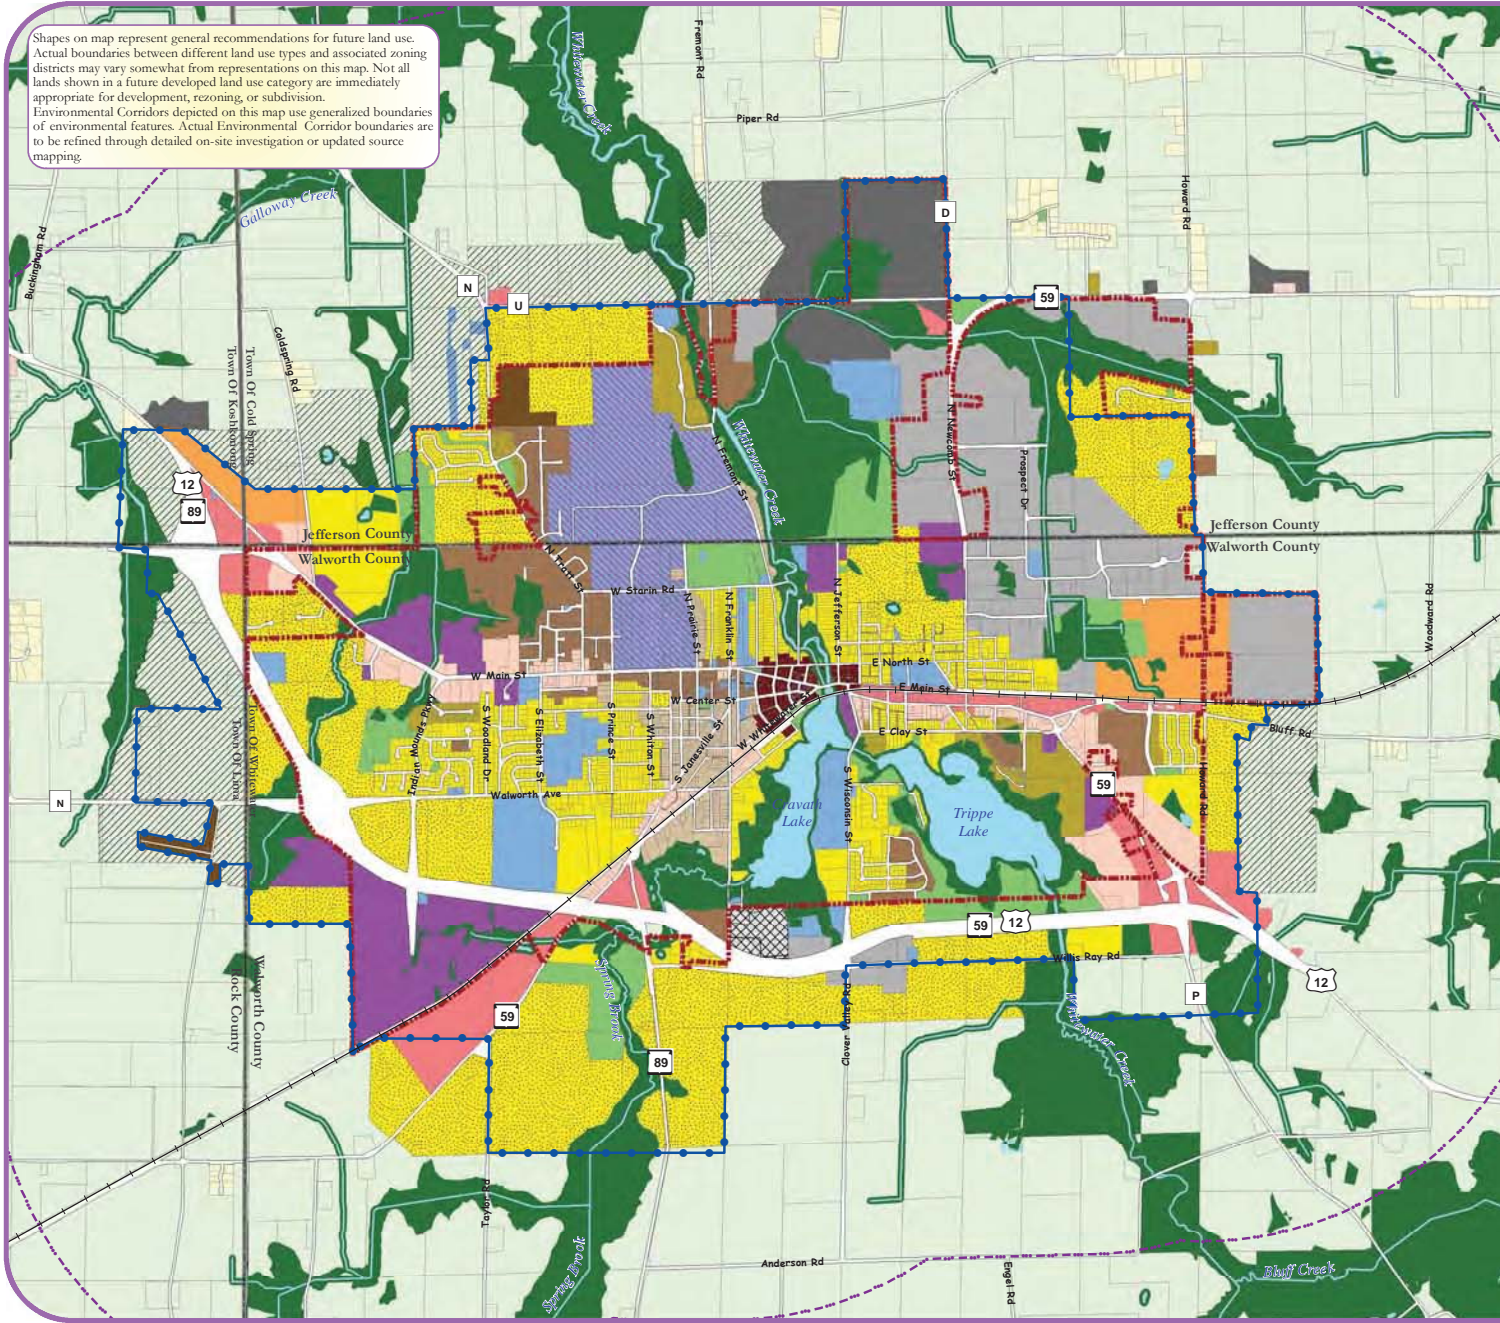 Shapes on map represent general recommendations for future land use.
Actual boundaries between different land use types and associated zoning
districts may vary somewhat from representations on this map. Not all
lands shown in a future developed land use category are immediately
appropriate for development, rezoning, or subdivision.
Environmental Corridors depicted on this map use generalized boundaries
of environmental features. Actual Environmental Corridor boundaries are
to be refined through detailed on-site investigation or updated source
mapping.
Whitewater Creek
Fremont Rd
Piper Rd
Howard Rd
Galloway Creek
Buckingham Rd
D
N
U
59
Coldspring Rd
Town Of Cold Spring
Town Of Koshkonong
12
89
N Fremont St
Whitewater Creek
N Newcomb St
Prospect Dr
Jefferson County
Walworth County
Jefferson County
Walworth County
N Tratt St
W Starin Rd
N Prairie St
N Franklin St
N Jefferson St
Woodward Rd
E North St
W Main St
E Main St
W Center St
W Whitewater St
E Clay St
Bluff Rd
Indian Mounds Pkwy
S Woodland Dr
S Elizabeth St
S Prince St
S Whiton St
S Janesville St
Town Of Whitewater
Town Of Lima
N
Walworth Ave
S Wisconsin St
59
Howard Rd
Cravath
Lake
Trippe
Lake
59
12
Willis Ray Rd
12
P
Walworth County
Rock County
59
Spring Brook
89
Clover Valley Rd
Whitewater Creek
Taylor Rd
Spring Brook
Anderson Rd
Engel Rd
Bluff Creek